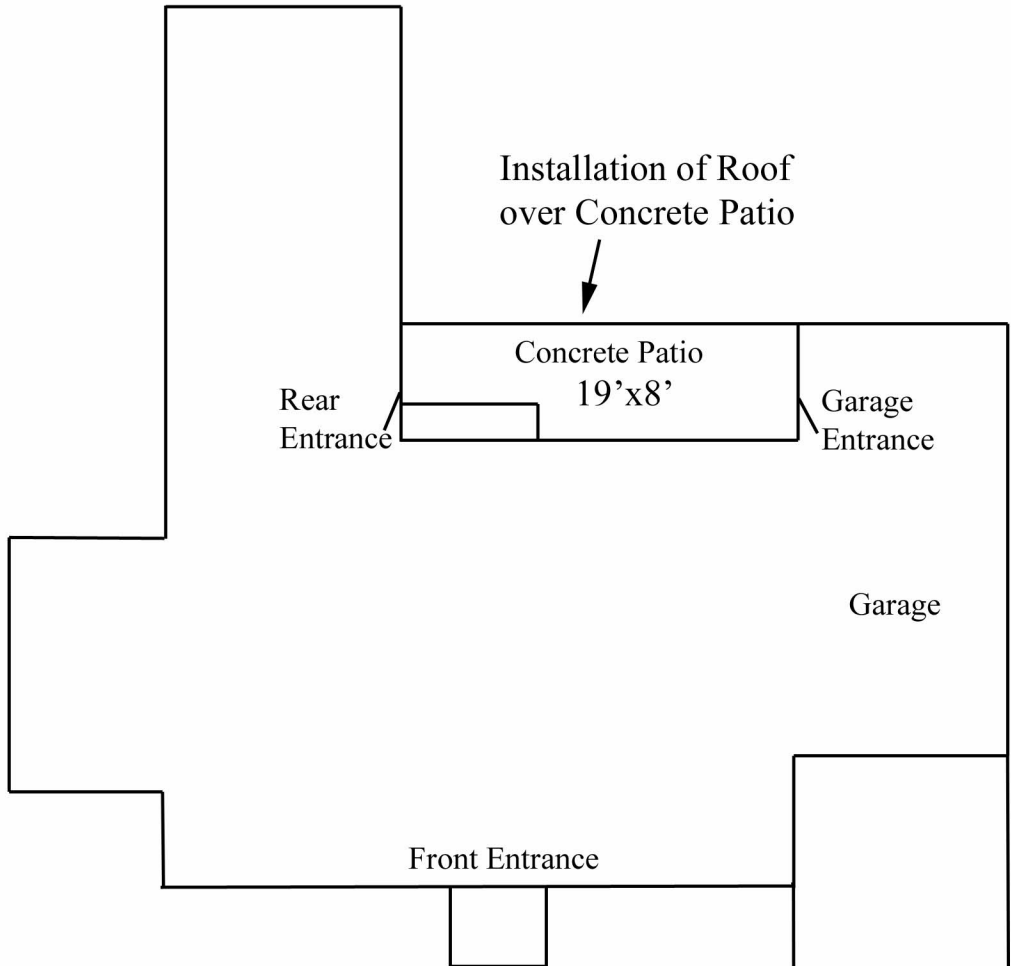 Installation of Roof
over Concrete Patio
Concrete Patio
19’x8’
Rear
Entrance
Garage
Entrance
Garage
Front Entrance